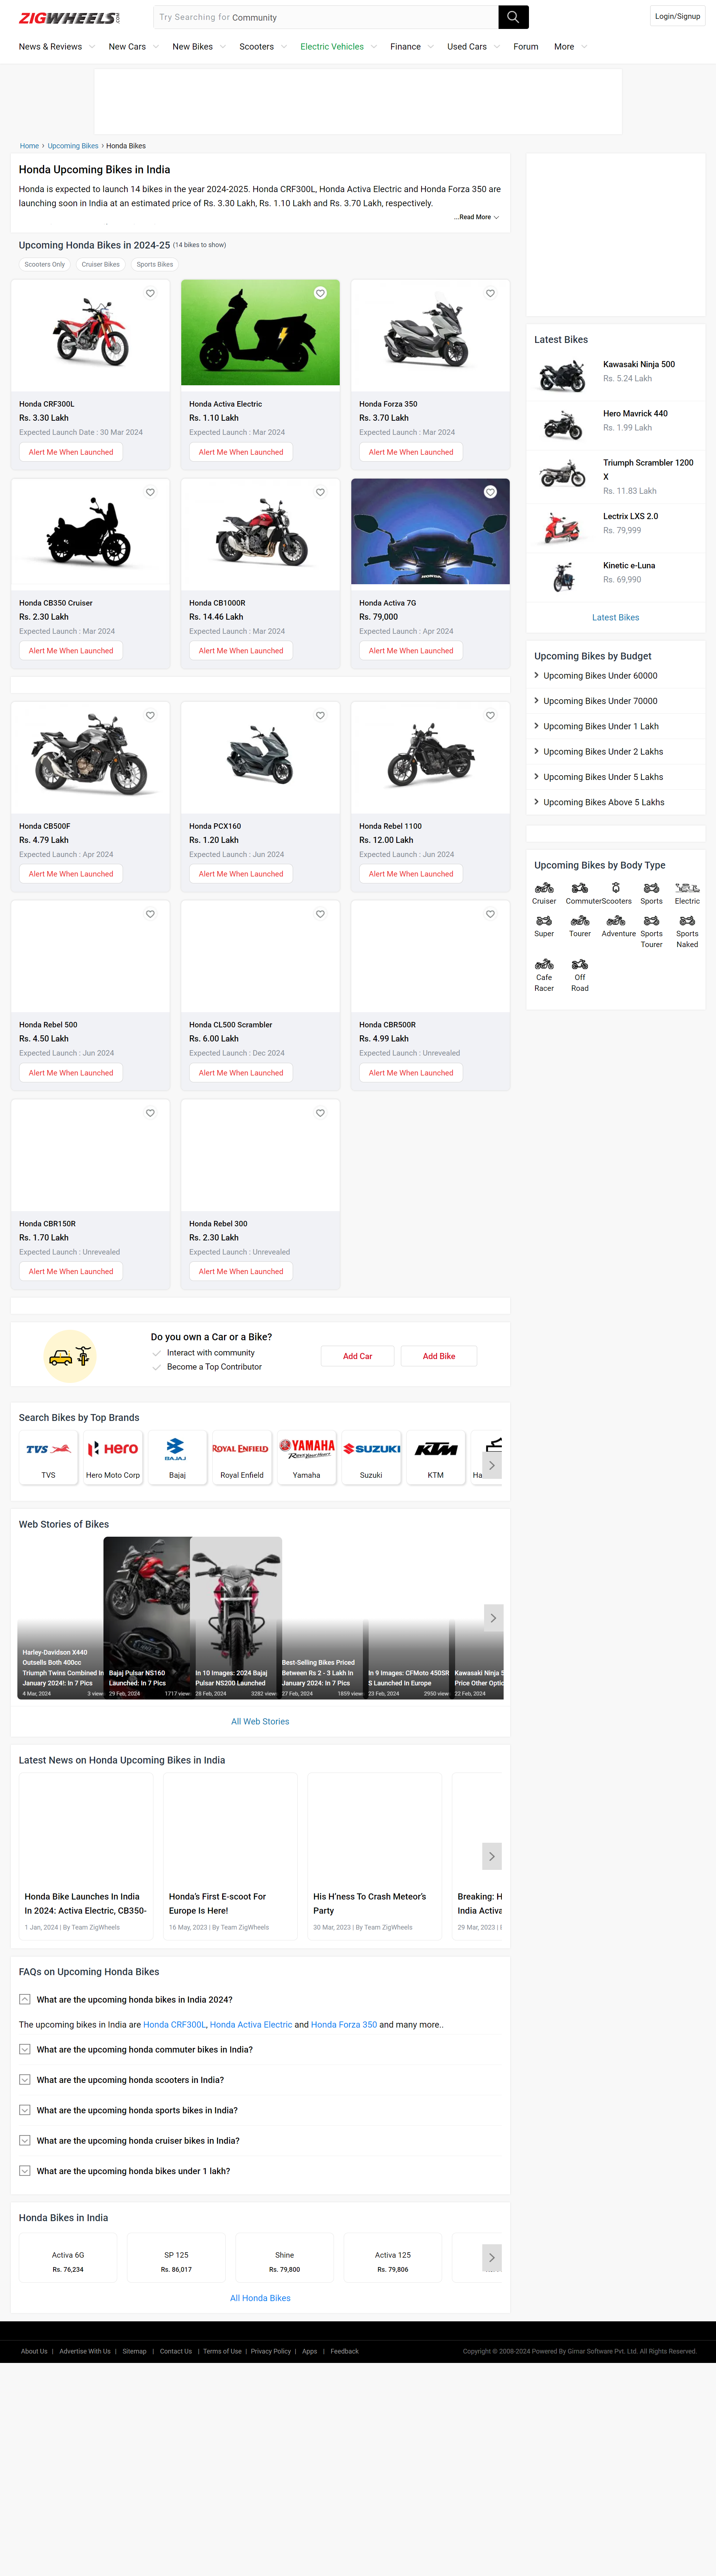 ZIGWHEELS.COM
Try Searching for Community
Login/Signup
News & Reviews
New Cars
New Bikes
Scooters
Electric Vehicles
Finance
Used Cars
Forum
More
Home › Upcoming Bikes › Honda Bikes
Honda Upcoming Bikes in India
Honda is expected to launch 14 bikes in the year 2024-2025. Honda CRF300L, Honda Activa Electric and Honda Forza 350 are
launching soon in India at an estimated price of Rs. 3.30 Lakh, Rs. 1.10 Lakh and Rs. 3.70 Lakh, respectively.
...Read More
Upcoming Honda Bikes in 2024-25 (14 bikes to show)
Scooters Only
Cruiser Bikes
Sports Bikes
Honda CRF300L
Rs. 3.30 Lakh
Expected Launch Date : 30 Mar 2024
Alert Me When Launched
Honda Activa Electric
Rs. 1.10 Lakh
Expected Launch : Mar 2024
Alert Me When Launched
Honda Forza 350
Rs. 3.70 Lakh
Expected Launch : Mar 2024
Alert Me When Launched
Honda CB350 Cruiser
Rs. 2.30 Lakh
Expected Launch : Mar 2024
Alert Me When Launched
Honda CB1000R
Rs. 14.46 Lakh
Expected Launch : Mar 2024
Alert Me When Launched
HONDA
Honda Activa 7G
Rs. 79,000
Expected Launch : Apr 2024
Alert Me When Launched
Honda CB500F
Rs. 4.79 Lakh
Expected Launch : Apr 2024
Alert Me When Launched
Honda PCX160
Rs. 1.20 Lakh
Expected Launch : Jun 2024
Alert Me When Launched
Honda Rebel 1100
Rs. 12.00 Lakh
Expected Launch : Jun 2024
Alert Me When Launched
Honda Rebel 500
Rs. 4.50 Lakh
Expected Launch : Jun 2024
Alert Me When Launched
Honda CL500 Scrambler
Rs. 6.00 Lakh
Expected Launch : Dec 2024
Alert Me When Launched
Honda CBR500R
Rs. 4.99 Lakh
Expected Launch : Unrevealed
Alert Me When Launched
Honda CBR150R
Rs. 1.70 Lakh
Expected Launch : Unrevealed
Alert Me When Launched
Honda Rebel 300
Rs. 2.30 Lakh
Expected Launch : Unrevealed
Alert Me When Launched
Latest Bikes
Kawasaki Ninja 500
Rs. 5.24 Lakh
Hero Mavrick 440
Rs. 1.99 Lakh
Triumph Scrambler 1200
X
Rs. 11.83 Lakh
Lectrix LXS 2.0
Rs. 79,999
Kinetic e-Luna
Rs. 69,990
Latest Bikes
Upcoming Bikes by Budget
Upcoming Bikes Under 60000
Upcoming Bikes Under 70000
Upcoming Bikes Under 1 Lakh
Upcoming Bikes Under 2 Lakhs
Upcoming Bikes Under 5 Lakhs
Upcoming Bikes Above 5 Lakhs
Upcoming Bikes by Body Type
Cruiser
Commuter
Scooters
Sports
Electric
Super
Tourer
Adventure
Sports
Tourer
Sports
Naked
Cafe
Racer
Off
Road
Do you own a Car or a Bike?
Interact with community
Become a Top Contributor
Add Car
Add Bike
Search Bikes by Top Brands
TVS
TVS
Hero
Hero Moto Corp
BAJAJ
Bajaj
ROYAL ENFIELD
Royal Enfield
YAMAHA
Revs Your Heart
Yamaha
SUZUKI
Suzuki
KTM
KTM
Ha
Web Stories of Bikes
Harley-Davidson X440
Outsells Both 400cc
Triumph Twins Combined In
January 2024!: In 7 Pics
4 Mar, 2024
3 view
Bajaj Pulsar NS160
Launched: In 7 Pics
29 Feb, 2024
1717 view
In 10 Images: 2024 Bajaj
Pulsar NS200 Launched
28 Feb, 2024
3282 view
Best-Selling Bikes Priced
Between Rs 2 - 3 Lakh In
January 2024: In 7 Pics
27 Feb, 2024
1859 view
In 9 Images: CFMoto 450SR
S Launched In Europe
23 Feb, 2024
2950 view
Kawasaki Ninja 5
Price Other Optio
22 Feb, 2024
All Web Stories
Latest News on Honda Upcoming Bikes in India
Honda Bike Launches In India
In 2024: Activa Electric, CB350-
1 Jan, 2024 | By Team ZigWheels
Honda's First E-scoot For
Europe Is Here!
16 May, 2023 | By Team ZigWheels
His H'ness To Crash Meteor's
Party
30 Mar, 2023 | By Team ZigWheels
Breaking: H
India Activa
29 Mar, 2023 |
FAQs on Upcoming Honda Bikes
What are the upcoming honda bikes in India 2024?
The upcoming bikes in India are Honda CRF300L, Honda Activa Electric and Honda Forza 350 and many more..
What are the upcoming honda commuter bikes in India?
What are the upcoming honda scooters in India?
What are the upcoming honda sports bikes in India?
What are the upcoming honda cruiser bikes in India?
What are the upcoming honda bikes under 1 lakh?
Honda Bikes in India
Activa 6G
Rs. 76,234
SP 125
Rs. 86,017
Shine
Rs. 79,800
Activa 125
Rs. 79,806
All Honda Bikes
About Us | Advertise With Us | Sitemap | Contact Us | Terms of Use | Privacy Policy | Apps | Feedback
Copyright © 2008-2024 Powered By Girnar Software Pvt. Ltd. All Rights Reserved.